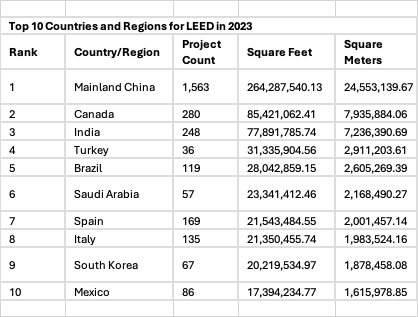 Top 10 Countries and Regions for LEED in 2023
Rank Country/Region Project Count Square Feet Square Meters
1 Mainland China 1,563 264,287,540.13 24,553,139.67
2 Canada 280 85,421,062.41 7,935,884.06
3 India 248 77,891,785.74 7,236,390.69
4 Turkey 36 31,335,904.56 2,911,203.61
5 Brazil 119 28,042,859.15 2,605,269.39
6 Saudi Arabia 57 23,341,412.46 2,168,490.27
7 Spain 169 21,543,484.55 2,001,457.14
8 Italy 135 21,350,455.74 1,983,524.16
9 South Korea 67 20,219,534.97 1,878,458.08
10 Mexico 86 17,394,234.77 1,615,978.85